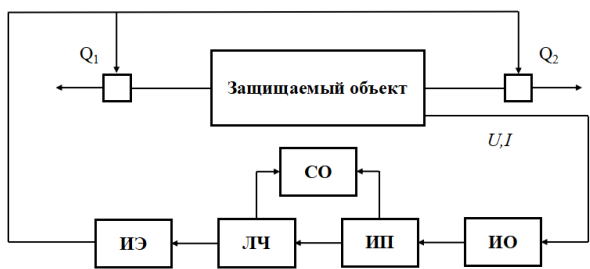 Q1
Q2
Защищаемый объект
U,I
СО
ИЭ
ЛЧ
ИП
ИО